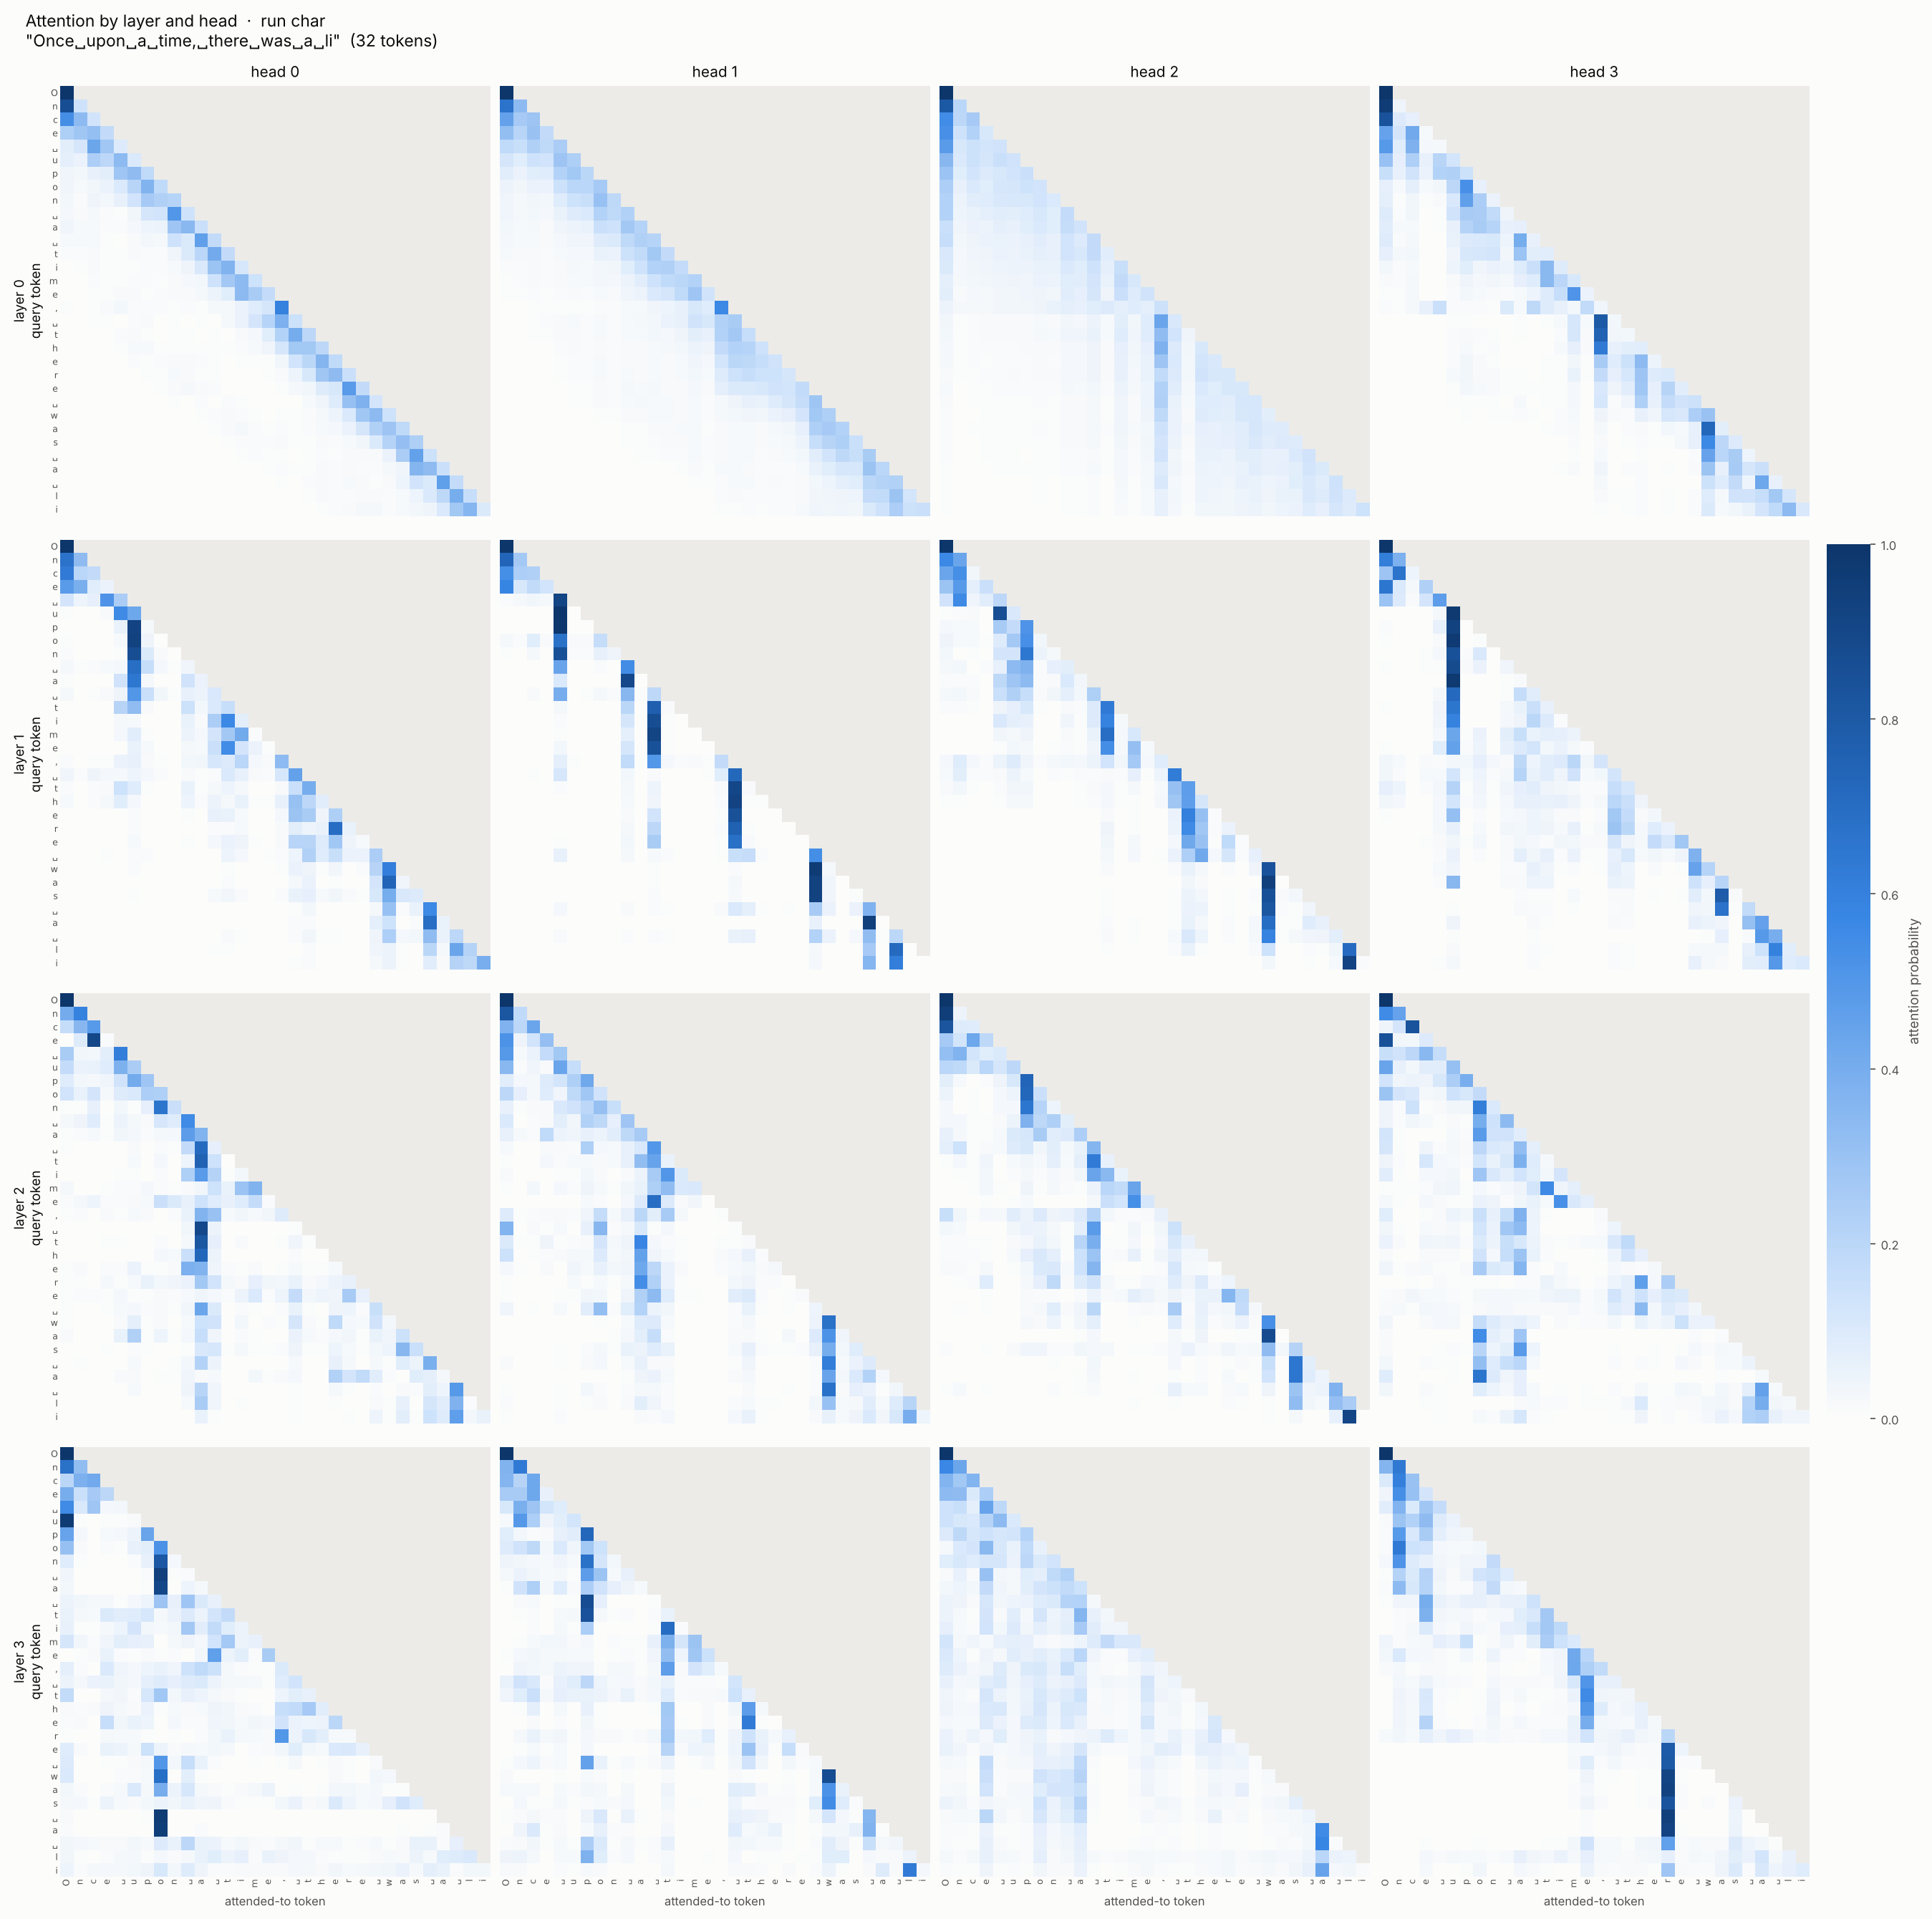 Attention by layer and head · run char
"Once␣upon␣a␣time,␣there␣was␣a␣li" (32 tokens)
head 0 head 1 head 2 head 3
layer 0
query token
O n c e ␣ u p o n ␣ a ␣ t i m e , ␣ t h e r e ␣ w a s ␣ a ␣ l i
layer 1
query token
O n c e ␣ u p o n ␣ a ␣ t i m e , ␣ t h e r e ␣ w a s ␣ a ␣ l i
layer 2
query token
O n c e ␣ u p o n ␣ a ␣ t i m e , ␣ t h e r e ␣ w a s ␣ a ␣ l i
layer 3
query token
O n c e ␣ u p o n ␣ a ␣ t i m e , ␣ t h e r e ␣ w a s ␣ a ␣ l i
O n c e ␣ u p o n ␣ a ␣ t i m e , ␣ t h e r e ␣ w a s ␣ a ␣ l i
attended-to token
O n c e ␣ u p o n ␣ a ␣ t i m e , ␣ t h e r e ␣ w a s ␣ a ␣ l i
attended-to token
O n c e ␣ u p o n ␣ a ␣ t i m e , ␣ t h e r e ␣ w a s ␣ a ␣ l i
attended-to token
O n c e ␣ u p o n ␣ a ␣ t i m e , ␣ t h e r e ␣ w a s ␣ a ␣ l i
attended-to token
1.0
0.8
0.6
0.4
0.2
0.0
attention probability